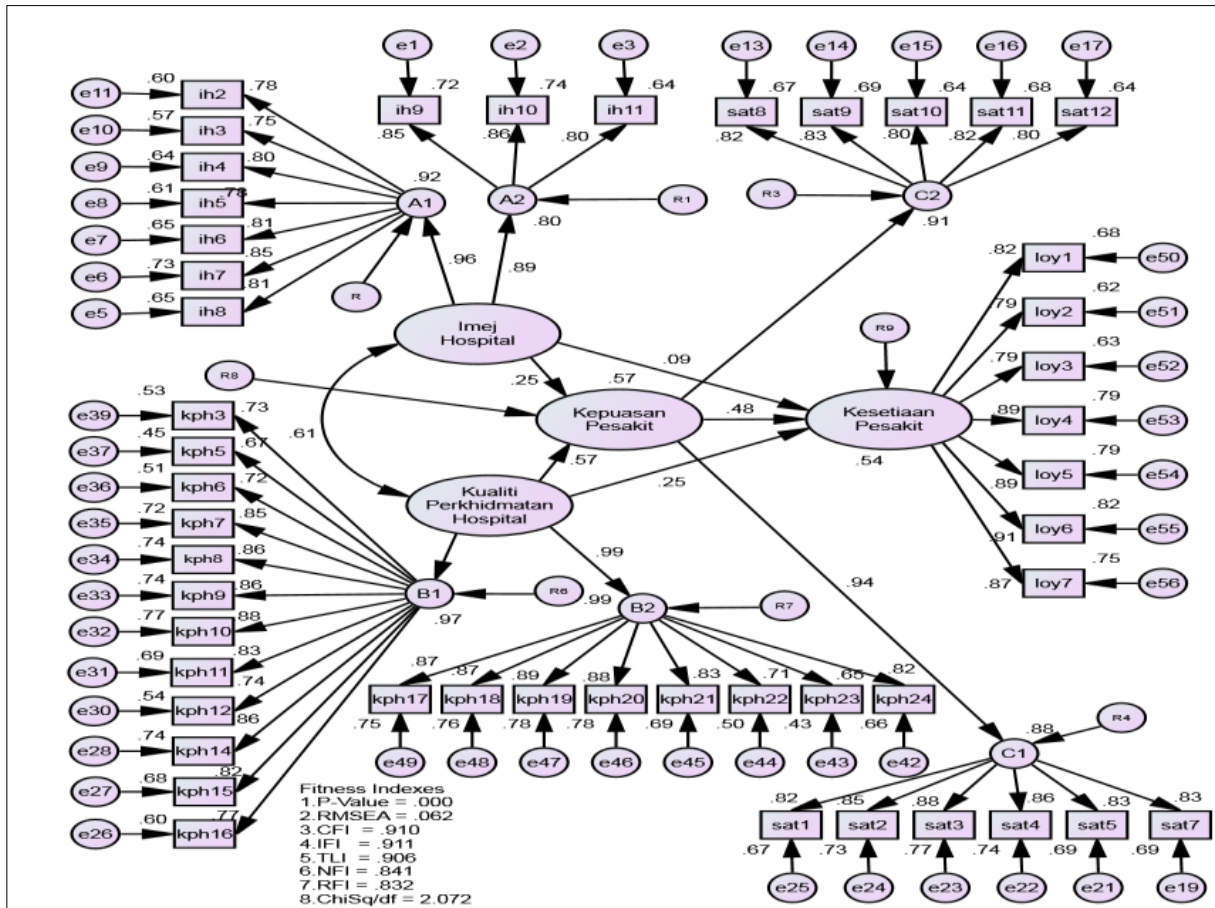 e1 e2 e3 e13 e14 e15 e16 e17
.72 .74 .64 .67 .69 .64 .68 .64
ih9 ih10 ih11 sat8 sat9 sat10 sat11 sat12
.85 .86 .80 .82 .83 .80 .82 .80
e11 .60 ih2 .78
e10 .57 ih3 .75
e9 .64 ih4 .80
e8 .61 ih5 .78
e7 .65 ih6 .81
e6 .73 ih7 .85
e5 .65 ih8 .81
.92
A1 A2 R1 R3 C2
.80 .91
R .96 .89
Imej
Hospital
R8 R9
.09
.25 .57
Kepuasan
Pesakit
.48
Kesetiaan
Pesakit
.54
.82 loy1 .68 e50
.79 loy2 .62 e51
.79 loy3 .63 e52
.89 loy4 .79 e53
.89 loy5 .79 e54
.91 loy6 .82 e55
.87 loy7 .75 e56
.61
.57 .25
Kualiti
Perkhidmatan
Hospital
e39 .53 kph3 .73
e37 .45 kph5 .67
e36 .51 kph6 .72
e35 .72 kph7 .85
e34 .74 kph8 .86
e33 .74 kph9 .86
e32 .77 kph10 .88
e31 .69 kph11 .83
e30 .54 kph12 .74
e28 .74 kph14 .86
e27 .68 kph15 .82
e26 .60 kph16 .77
B1 R6
.97
.99
.99 B2 R7
.94
.87 .87 .89 .88 .83 .71 .65 .82
kph17 kph18 kph19 kph20 kph21 kph22 kph23 kph24
.75 .76 .78 .78 .69 .50 .43 .66
e49 e48 e47 e46 e45 e44 e43 e42
R4
.88 C1
.82 .85 .88 .86 .83 .83
sat1 sat2 sat3 sat4 sat5 sat7
.67 .73 .77 .74 .69 .69
e25 e24 e23 e22 e21 e19
Fitness Indexes
1.P-Value = .000
2.RMSEA = .062
3.CFI = .910
4.IFI = .911
5.TLI = .906
6.NFI = .841
7.RFI = .832
8.ChiSq/df = 2.072